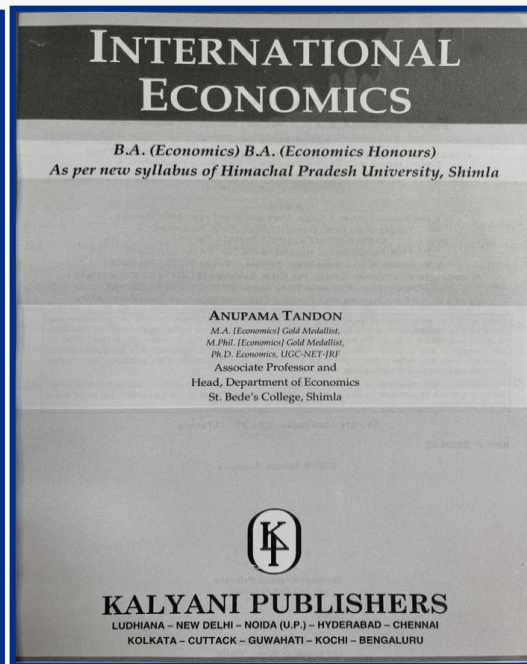 INTERNATIONAL
ECONOMICS
B.A. (Economics) B.A. (Economics Honours)
As per new syllabus of Himachal Pradesh University, Shimla
ANUPAMA TANDON
M.A. [Economics] Gold Medallist,
M.Phil. [Economics] Gold Medallist,
Ph.D. Economics, UGC-NET-JRF
Associate Professor and
Head, Department of Economics
St. Bede's College, Shimla
KP
KALYANI PUBLISHERS
LUDHIANA – NEW DELHI – NOIDA (U.P.) – HYDERABAD – CHENNAI
KOLKATA – CUTTACK – GUWAHATI – KOCHI – BENGALURU